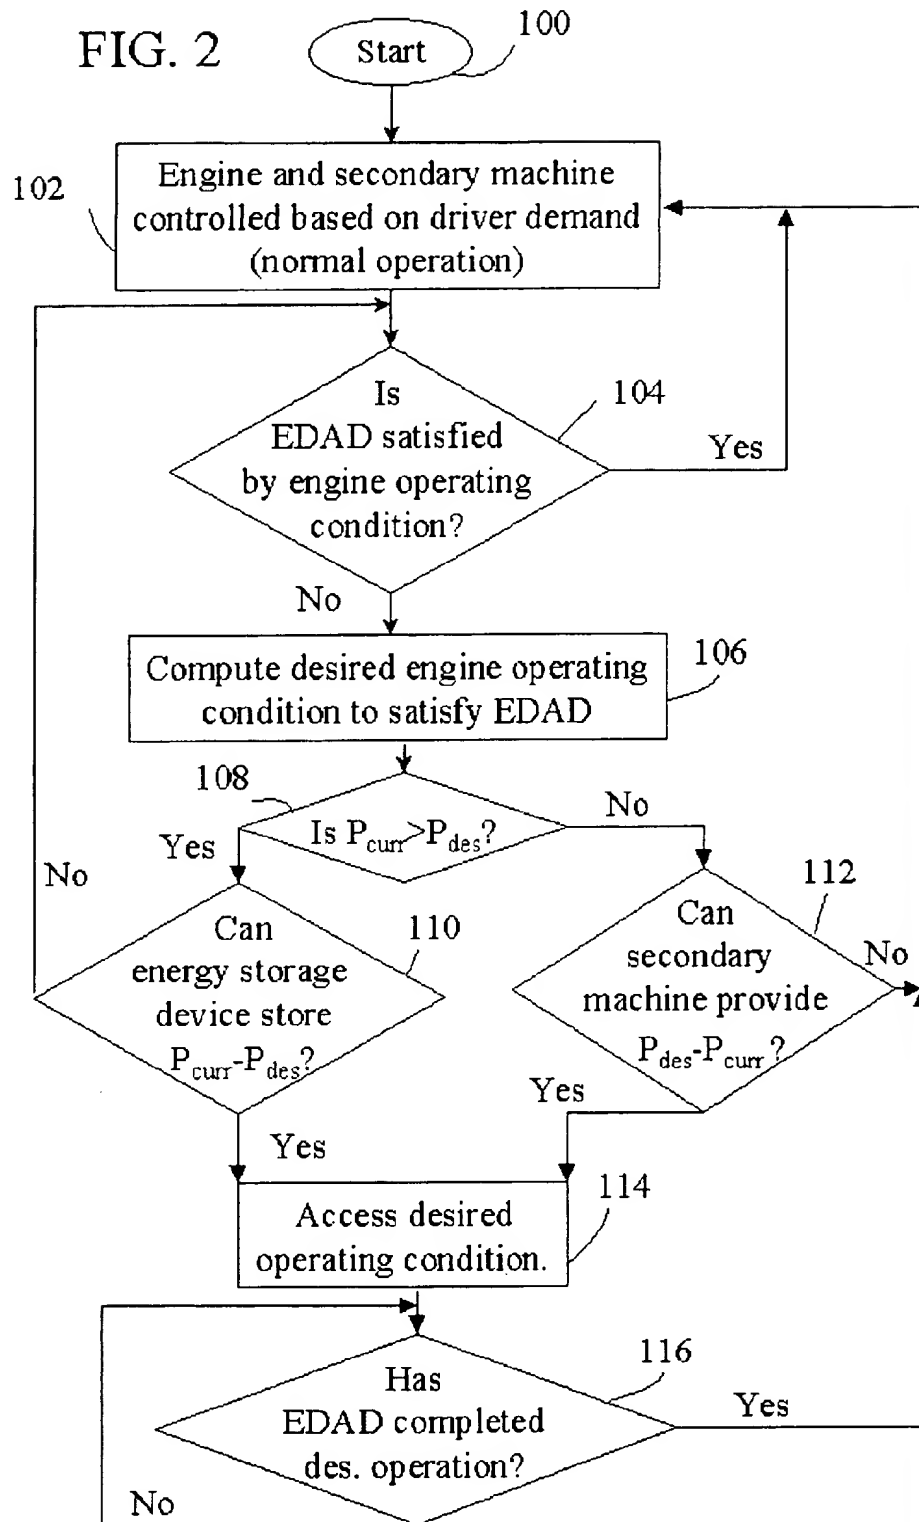 FIG. 2
Start
100
102
Engine and secondary machine
controlled based on driver demand
(normal operation)
Is
EDAD satisfied
by engine operating
condition?
104
Yes
No
Compute desired engine operating
condition to satisfy EDAD
106
108
Is P_curr>P_des?
Yes
No
No
Can
energy storage
device store
P_curr-P_des?
110
Can
secondary
machine provide
P_des-P_curr?
112
No
Yes
Yes
Access desired
operating condition.
114
Has
EDAD completed
des. operation?
116
Yes
No